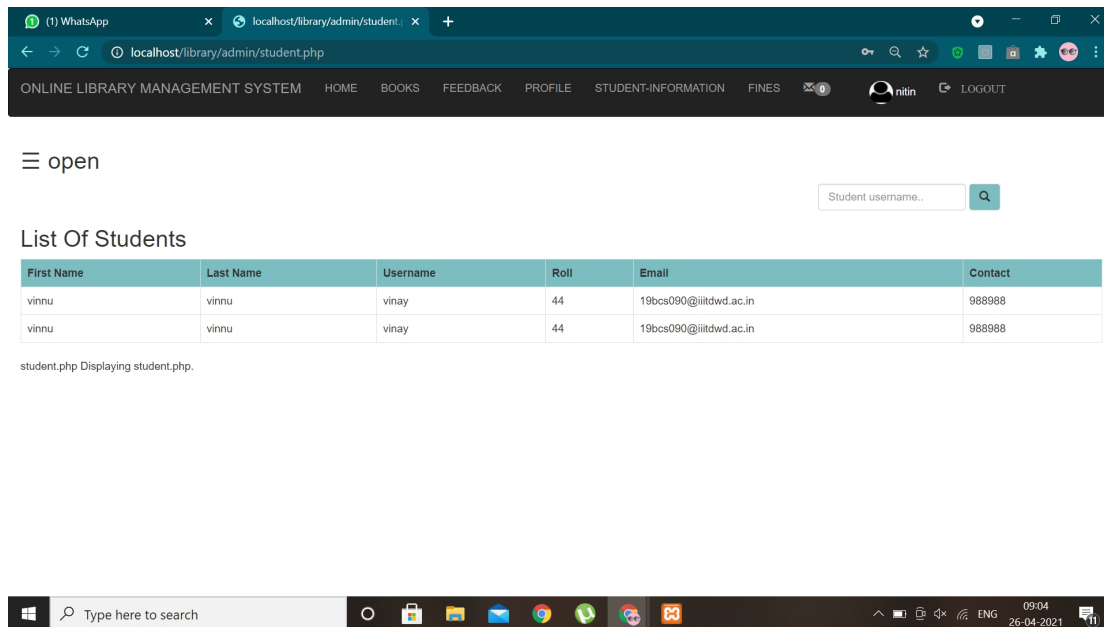 (1) WhatsApp
localhost/library/admin/student.
localhost/library/admin/student.php
ONLINE LIBRARY MANAGEMENT SYSTEM HOME BOOKS FEEDBACK PROFILE STUDENT-INFORMATION FINES 0 nitin LOGOUT
☰ open
Student username..
List Of Students
First Name Last Name Username Roll Email Contact
vinnu vinnu vinay 44 19bcs090@iiitdwd.ac.in 988988
vinnu vinnu vinay 44 19bcs090@iiitdwd.ac.in 988988
student.php Displaying student.php.
Type here to search ENG 09:04
26-04-2021 11